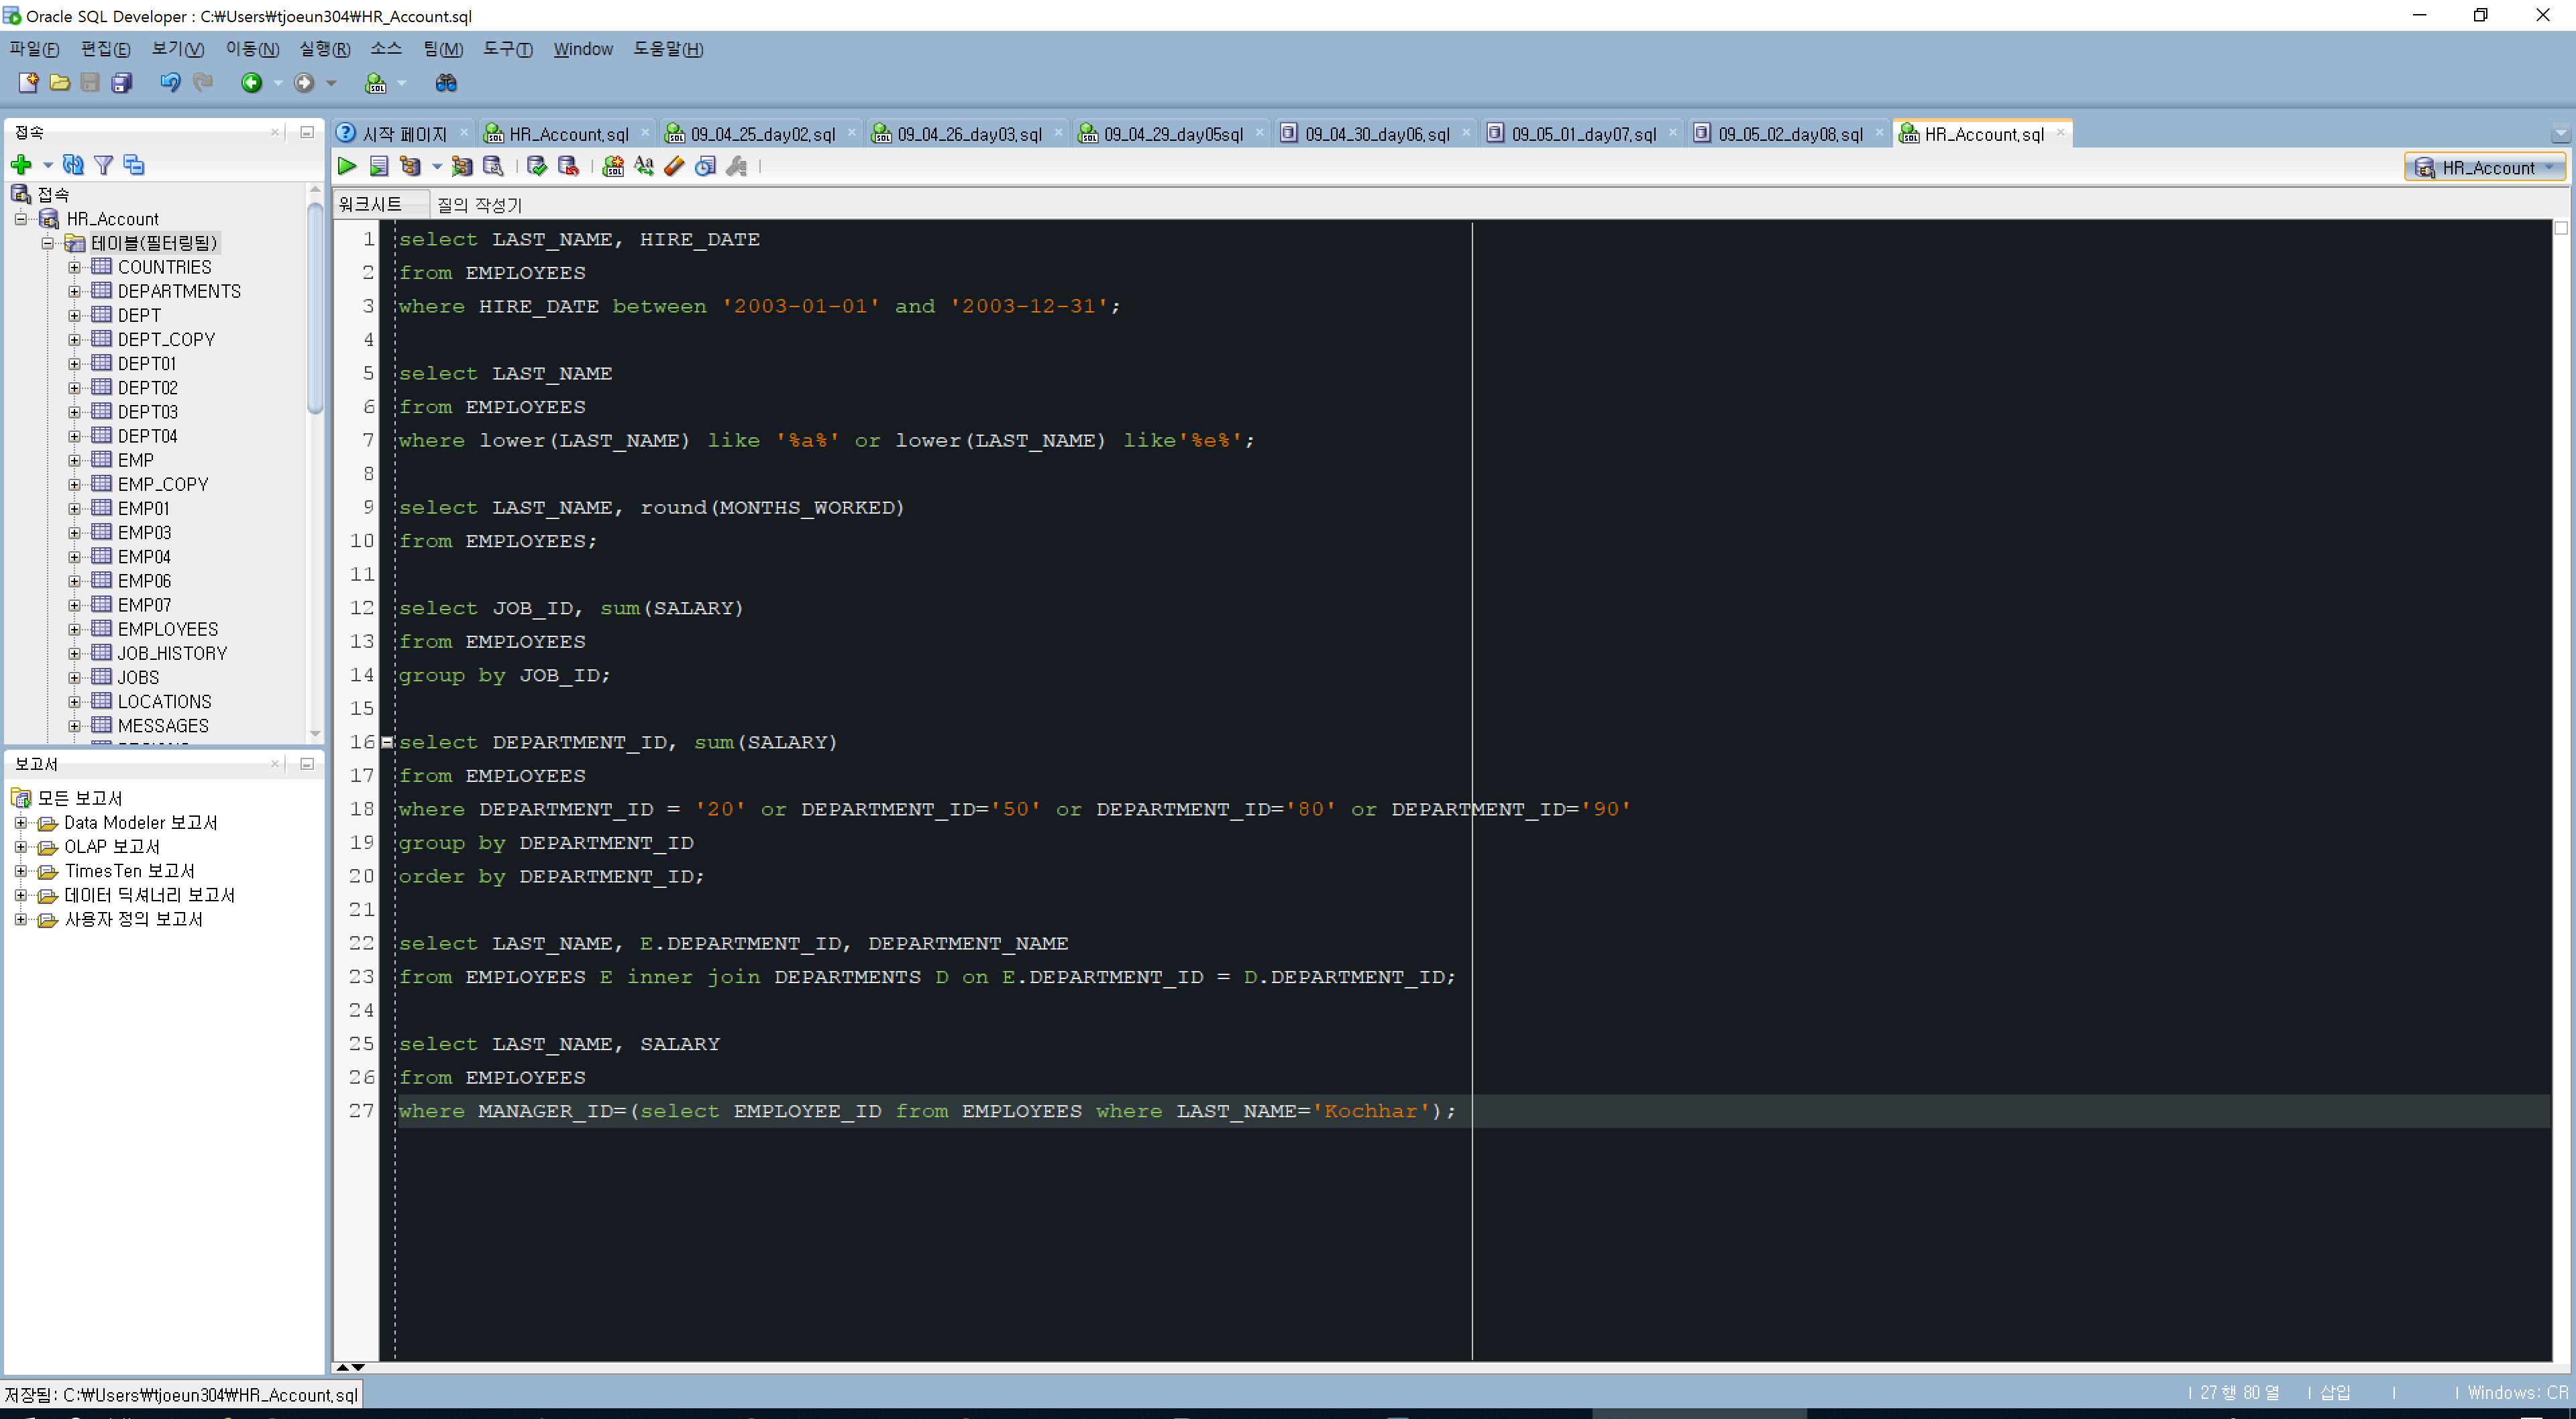 Oracle SQL Developer : C:₩Users₩tjoeun304₩HR_Account.sql
파일(F) 편집(E) 보기(V) 이동(N) 실행(R) 소스 팀(M) 도구(T) Window 도움말(H)
접속
시작 페이지 HR_Account.sql 09_04_25_day02.sql 09_04_26_day03.sql 09_04_29_day05sql 09_04_30_day06.sql 09_05_01_day07.sql 09_05_02_day08.sql HR_Account.sql
HR_Account
워크시트 질의 작성기
접속
HR_Account
테이블(필터링됨)
COUNTRIES
DEPARTMENTS
DEPT
DEPT_COPY
DEPT01
DEPT02
DEPT03
DEPT04
EMP
EMP_COPY
EMP01
EMP03
EMP04
EMP06
EMP07
EMPLOYEES
JOB_HISTORY
JOBS
LOCATIONS
MESSAGES
보고서
모든 보고서
Data Modeler 보고서
OLAP 보고서
TimesTen 보고서
데이터 딕셔너리 보고서
사용자 정의 보고서
1 select LAST_NAME, HIRE_DATE
2 from EMPLOYEES
3 where HIRE_DATE between '2003-01-01' and '2003-12-31';
4
5 select LAST_NAME
6 from EMPLOYEES
7 where lower(LAST_NAME) like '%a%' or lower(LAST_NAME) like'%e%';
8
9 select LAST_NAME, round(MONTHS_WORKED)
10 from EMPLOYEES;
11
12 select JOB_ID, sum(SALARY)
13 from EMPLOYEES
14 group by JOB_ID;
15
16 select DEPARTMENT_ID, sum(SALARY)
17 from EMPLOYEES
18 where DEPARTMENT_ID = '20' or DEPARTMENT_ID='50' or DEPARTMENT_ID='80' or DEPARTMENT_ID='90'
19 group by DEPARTMENT_ID
20 order by DEPARTMENT_ID;
21
22 select LAST_NAME, E.DEPARTMENT_ID, DEPARTMENT_NAME
23 from EMPLOYEES E inner join DEPARTMENTS D on E.DEPARTMENT_ID = D.DEPARTMENT_ID;
24
25 select LAST_NAME, SALARY
26 from EMPLOYEES
27 where MANAGER_ID=(select EMPLOYEE_ID from EMPLOYEES where LAST_NAME='Kochhar');
저장됨: C:₩Users₩tjoeun304₩HR_Account.sql
27 행 80 열 삽입 Windows: CR